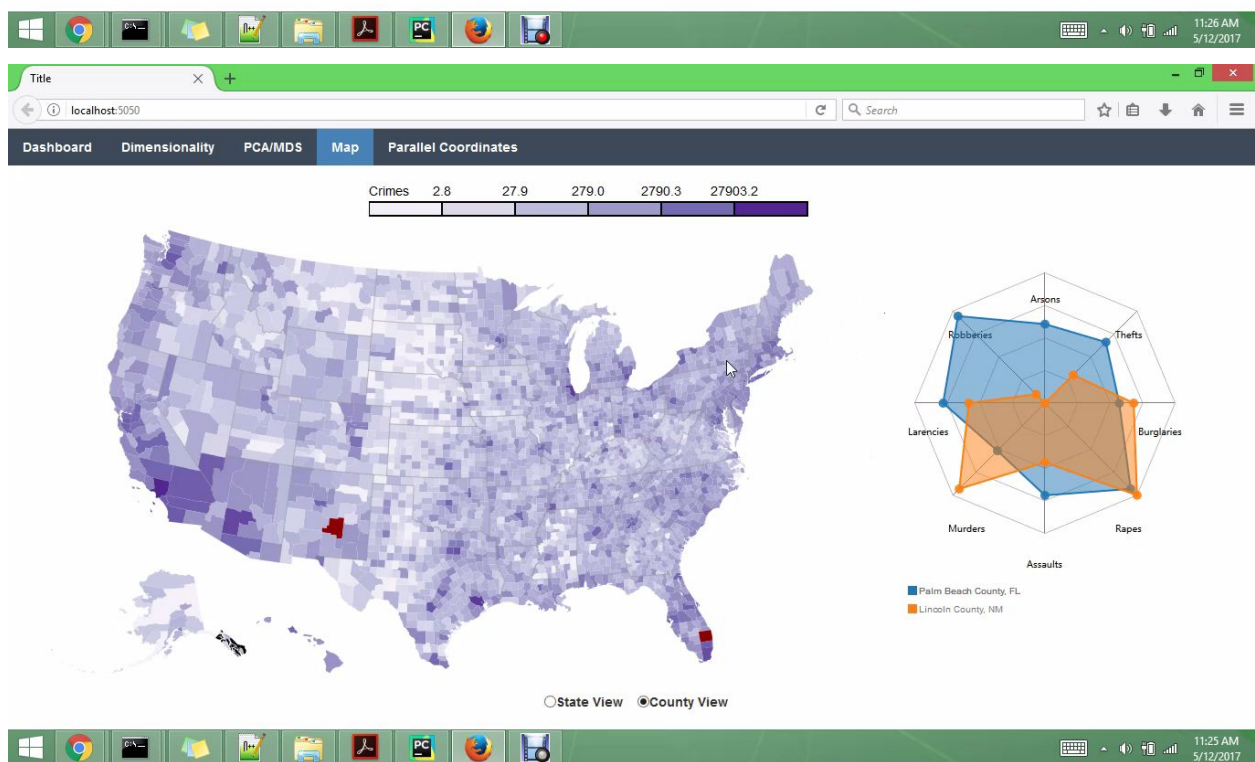 11:26 AM
5/12/2017
Title
localhost:5050
Search
Dashboard Dimensionality PCA/MDS Map Parallel Coordinates
Crimes 2.8 27.9 279.0 2790.3 27903.2
Arsons
Robberies Thefts
Larencies Burglaries
Murders Rapes
Assaults
Palm Beach County, FL
Lincoln County, NM
State View County View
11:25 AM
5/12/2017